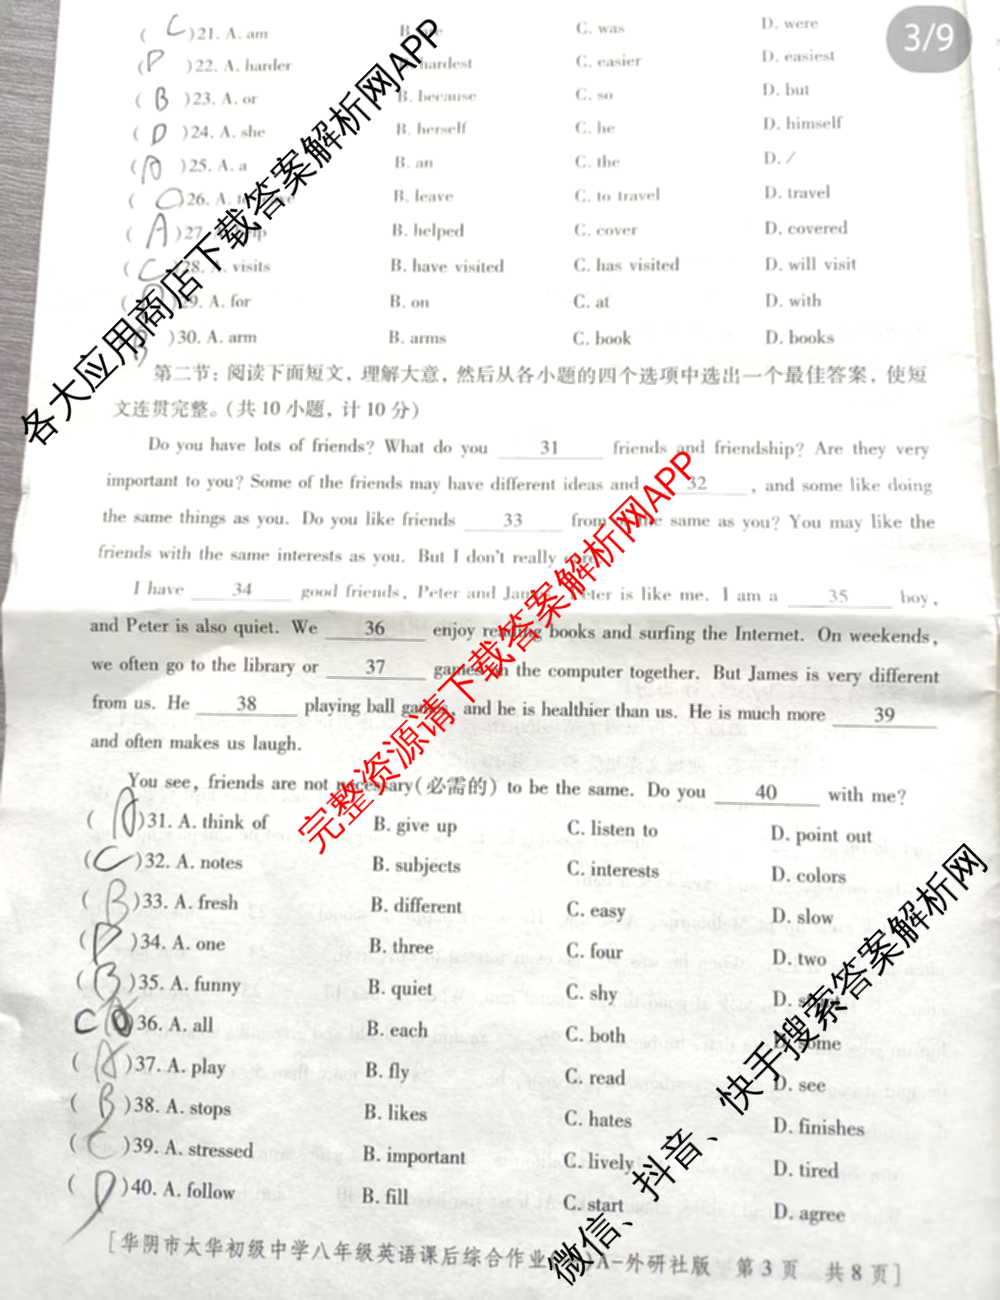 3/9
( C )21. A. am C. was D. were
( D )22. A. harder hardest C. easier D. easiest
( B )23. A. or B. because C. so D. but
( D )24. A. she B. herself C. he D. himself
( A )25. A. a B. an C. the D. /
( C )26. A. B. leave C. to travel D. travel
( A )27. B. helped C. cover D. covered
( C )28. A. visits B. have visited C. has visited D. will visit
)29. A. for B. on C. at D. with
)30. A. arm B. arms C. book D. books
第二节：阅读下面短文，理解大意，然后从各小题的四个选项中选出一个最佳答案，使短
文连贯完整。（共 10 小题，计 10 分）
Do you have lots of friends? What do you 31 friends and friendship? Are they very
important to you? Some of the friends may have different ideas and 32 , and some like doing
the same things as you. Do you like friends 33 from same as you? You may like the
friends with the same interests as you. But I don't really
I have 34 good friends, Peter and James. Peter is like me. I am a 35 boy,
and Peter is also quiet. We 36 enjoy reading books and surfing the Internet. On weekends,
we often go to the library or 37 games on the computer together. But James is very different
from us. He 38 playing ball games, and he is healthier than us. He is much more 39
and often makes us laugh.
You see, friends are not necessary(必需的) to be the same. Do you 40 with me?
( A )31. A. think of B. give up C. listen to D. point out
( C )32. A. notes B. subjects C. interests D. colors
( B )33. A. fresh B. different C. easy D. slow
( D )34. A. one B. three C. four D. two
( B )35. A. funny B. quiet C. shy D.
C ( )36. A. all B. each C. both D. some
( A )37. A. play B. fly C. read D. see
( B )38. A. stops B. likes C. hates D. finishes
( C )39. A. stressed B. important C. lively D. tired
( D )40. A. follow B. fill C. start D. agree
[华阴市太华初级中学八年级英语课后综合作业 A-外研社版 第 3 页 共 8 页]
各大应用商店下载答案解析网APP
完整资源请下载答案解析网APP
微信、抖音、快手搜索答案解析网